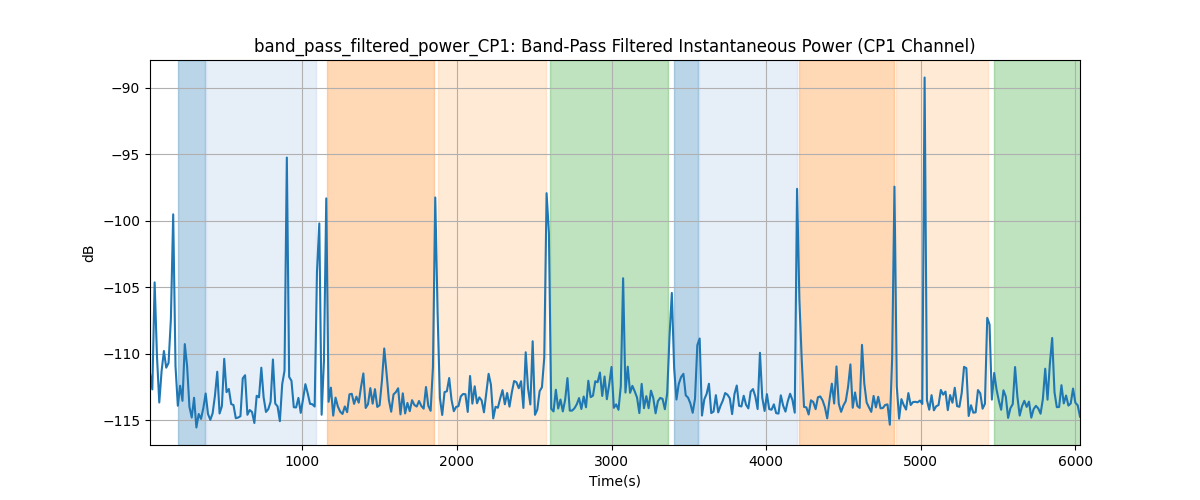 band_pass_filtered_power_CP1: Band-Pass Filtered Instantaneous Power (CP1 Channel)
−90
−95
−100
−105
−110
−115
dB
1000 2000 3000 4000 5000 6000
Time(s)